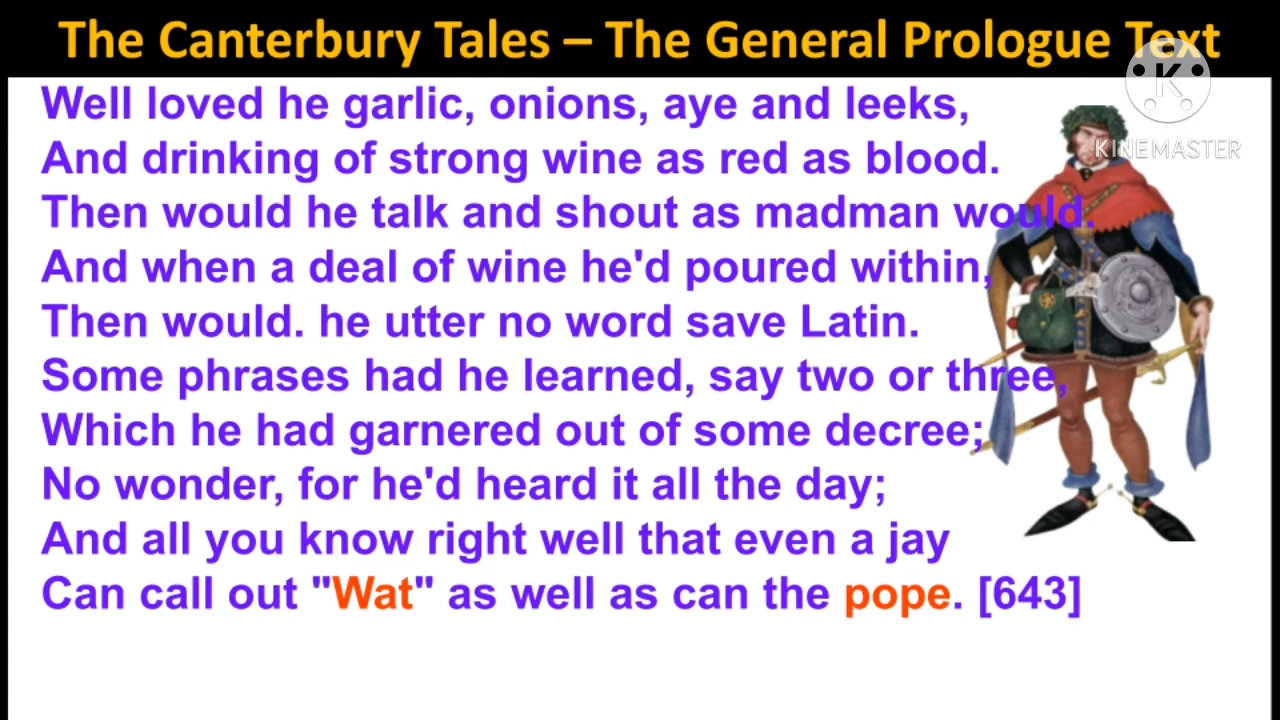 The Canterbury Tales – The General Prologue Text
K
KINEMASTER
Well loved he garlic, onions, aye and leeks,
And drinking of strong wine as red as blood.
Then would he talk and shout as madman would.
And when a deal of wine he'd poured within,
Then would. he utter no word save Latin.
Some phrases had he learned, say two or three,
Which he had garnered out of some decree;
No wonder, for he'd heard it all the day;
And all you know right well that even a jay
Can call out "Wat" as well as can the pope. [643]